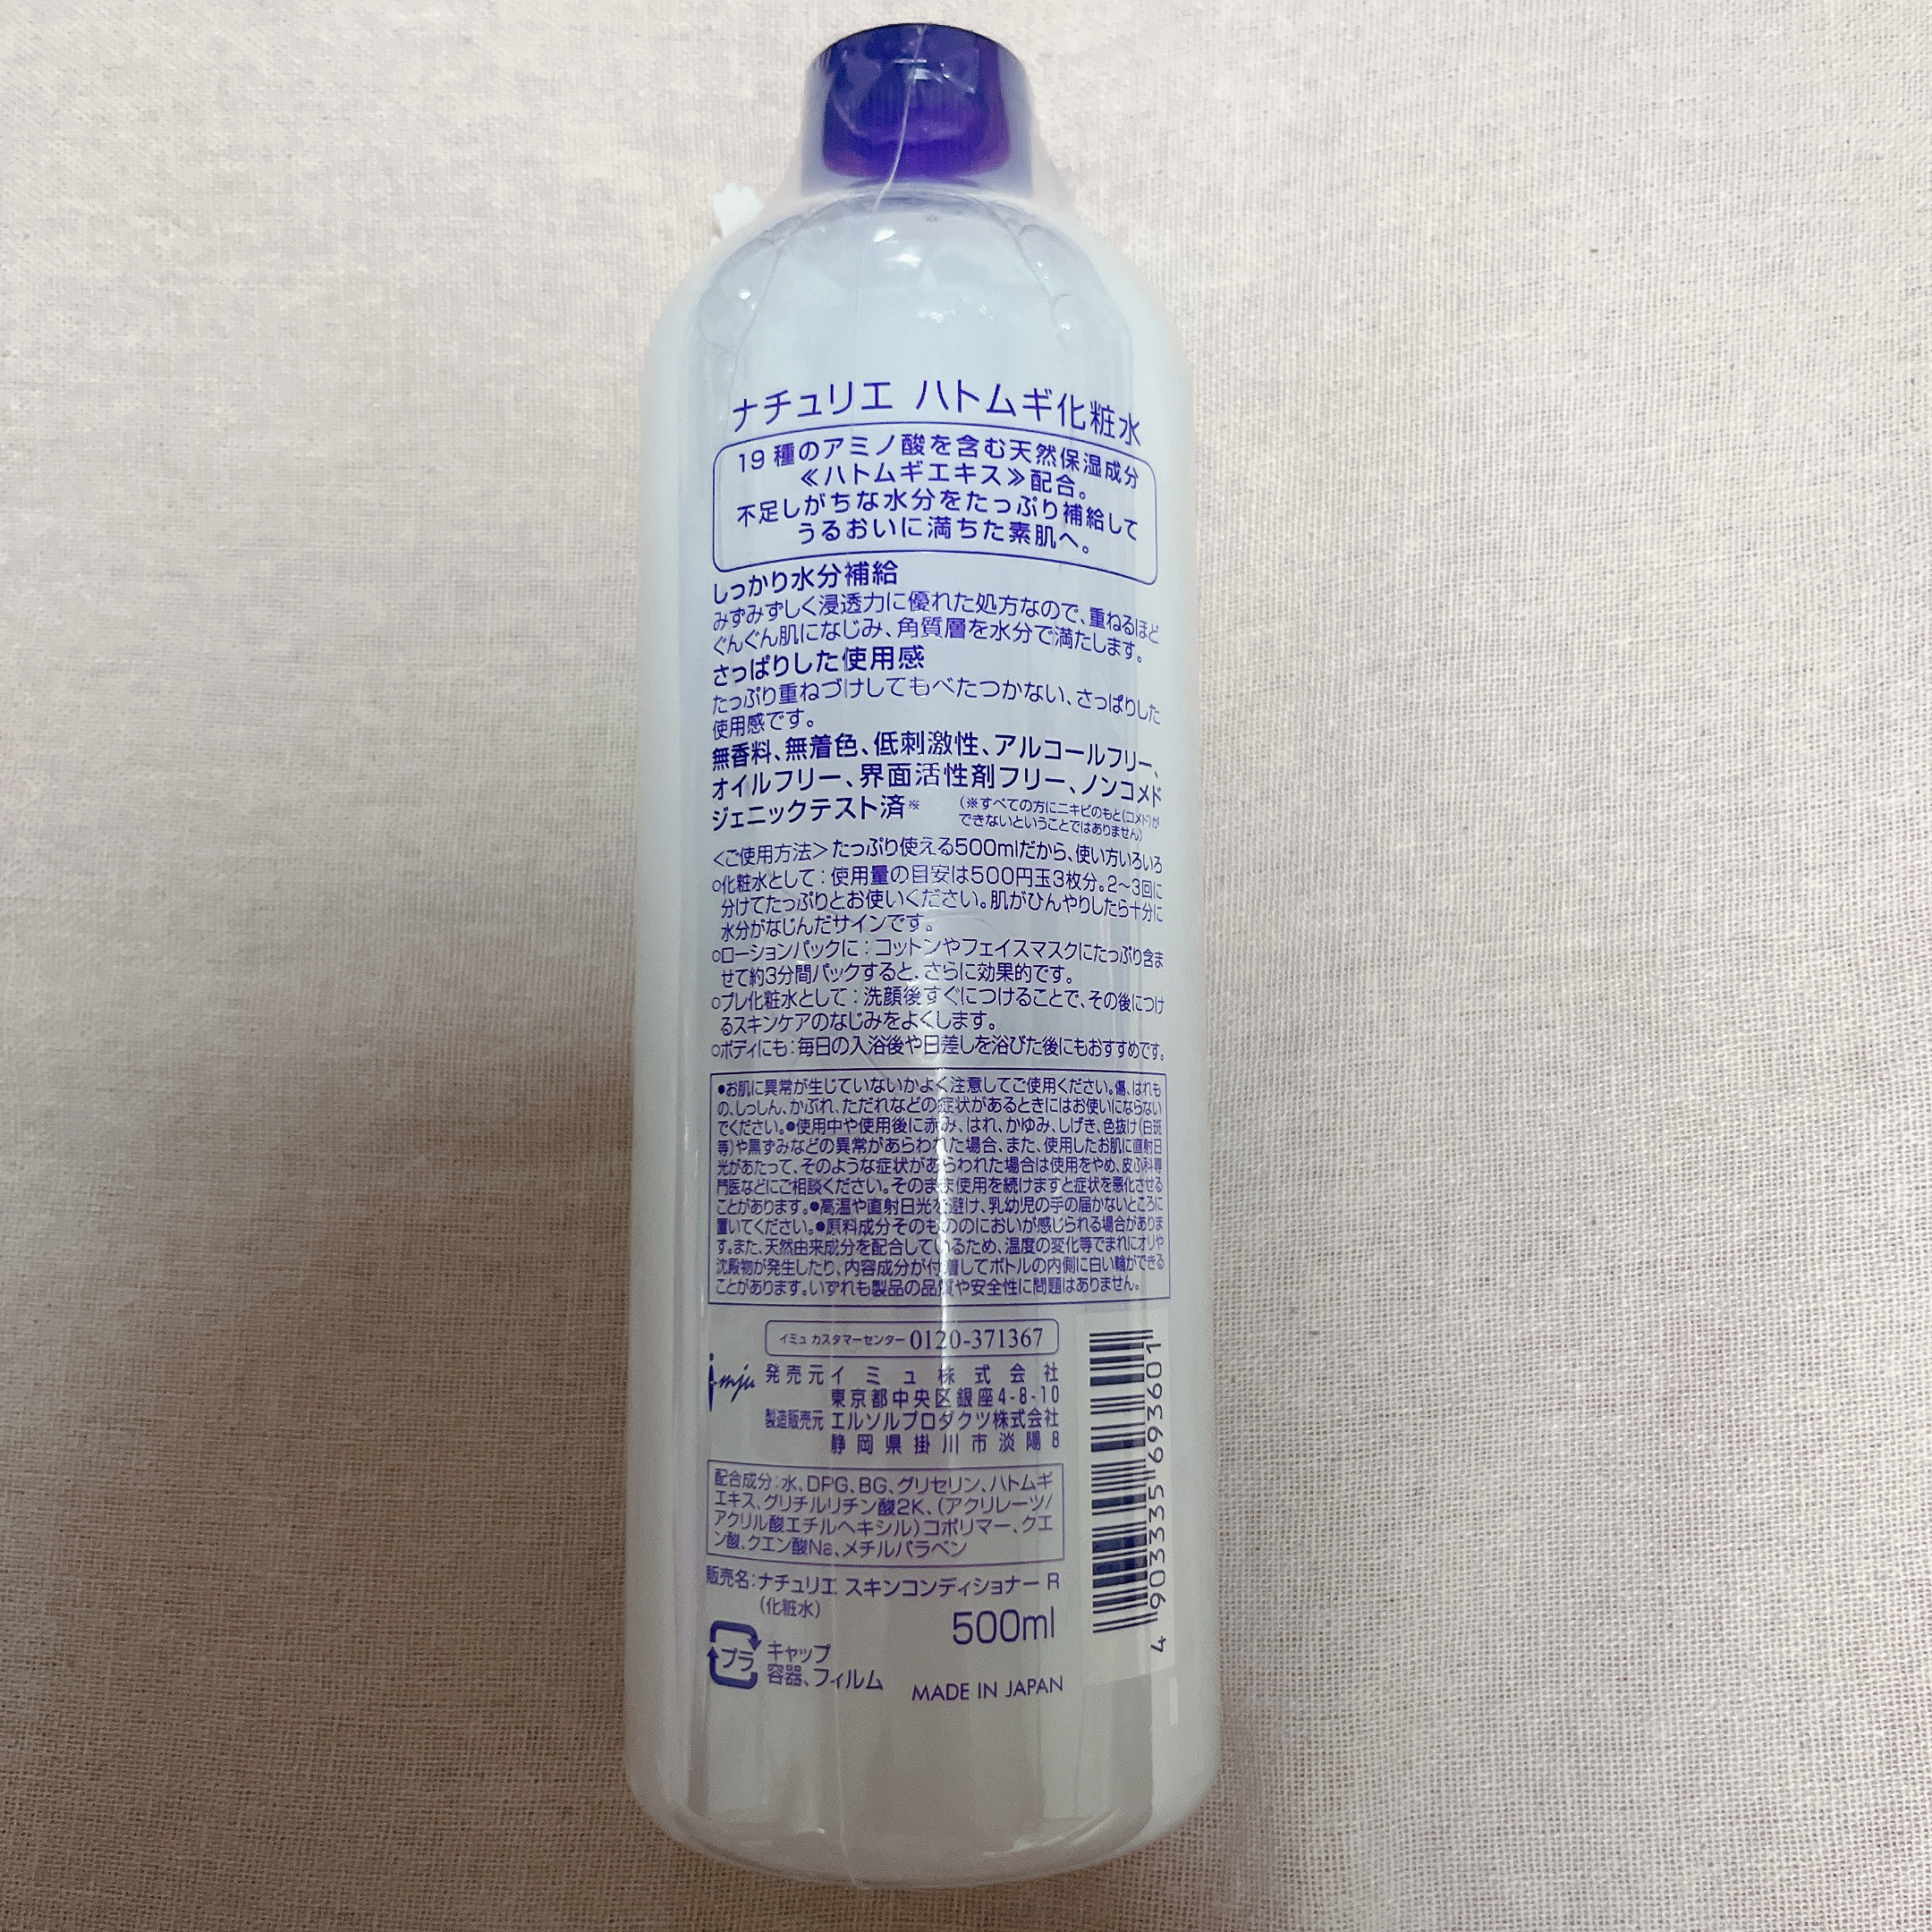 ナチュリエ ハトムギ化粧水
19種のアミノ酸を含む天然保湿成分
≪ハトムギエキス≫配合。
不足しがちな水分をたっぷり補給して
うるおいに満ちた素肌へ。
しっかり水分補給
みずみずしく浸透力に優れた処方なので、重ねるほど
ぐんぐん肌になじみ、角質層を水分で満たします。
さっぱりした使用感
たっぷり重ねづけしてもべたつかない、さっぱりした
使用感です。
無香料、無着色、低刺激性、アルコールフリー、
オイルフリー、界面活性剤フリー、ノンコメド
ジェニックテスト済※
(※すべての方にニキビのもと(コメド)が
できないということではありません)
＜ご使用方法＞たっぷり使える500mlだから、使い方いろいろ
○化粧水として：使用量の目安は500円玉3枚分。2～3回に
分けてたっぷりとお使いください。肌がひんやりしたら十分に
水分がなじんだサインです。
○ローションパックに：コットンやフェイスマスクにたっぷり含ま
せて約3分間パックすると、さらに効果的です。
○プレ化粧水として：洗顔後すぐにつけることで、その後につけ
るスキンケアのなじみをよくします。
○ボディにも：毎日の入浴後や日差しを浴びた後にもおすすめです。
●お肌に異常が生じていないかよく注意してご使用ください。傷、はれも
の、しっしん、かぶれ、ただれなどの症状があるときにはお使いにならない
でください。●使用中や使用後に赤み、はれ、かゆみ、しげき、色抜け(白斑
等)や黒ずみなどの異常があらわれた場合、また、使用したお肌に直射日
光があたって、そのような症状があらわれた場合は使用をやめ、皮ふ科専
門医などにご相談ください。そのまま使用を続けますと症状を悪化させる
ことがあります。●高温や直射日光を避け、乳幼児の手の届かないところに
置いてください。●原料成分そのもののにおいが感じられる場合がありま
す。また、天然由来成分を配合しているため、温度の変化等でまれにオリや
沈殿物が発生したり、内容成分が付着してボトルの内側に白い輪ができる
ことがあります。いずれも製品の品質や安全性に問題はありません。
イミュ カスタマーセンター 0120-371367
imju
発売元 イミュ株式会社
東京都中央区銀座4-8-10
製造販売元 エルソルプロダクツ株式会社
静岡県掛川市淡陽8
配合成分：水、DPG、BG、グリセリン、ハトムギ
エキス、グリチルリチン酸2K、(アクリレーツ/
アクリル酸エチルヘキシル)コポリマー、クエ
ン酸、クエン酸Na、メチルパラベン
販売名：ナチュリエ スキンコンディショナー R
(化粧水)
500ml
プラ
キャップ
容器、フィルム
MADE IN JAPAN
4903335693601